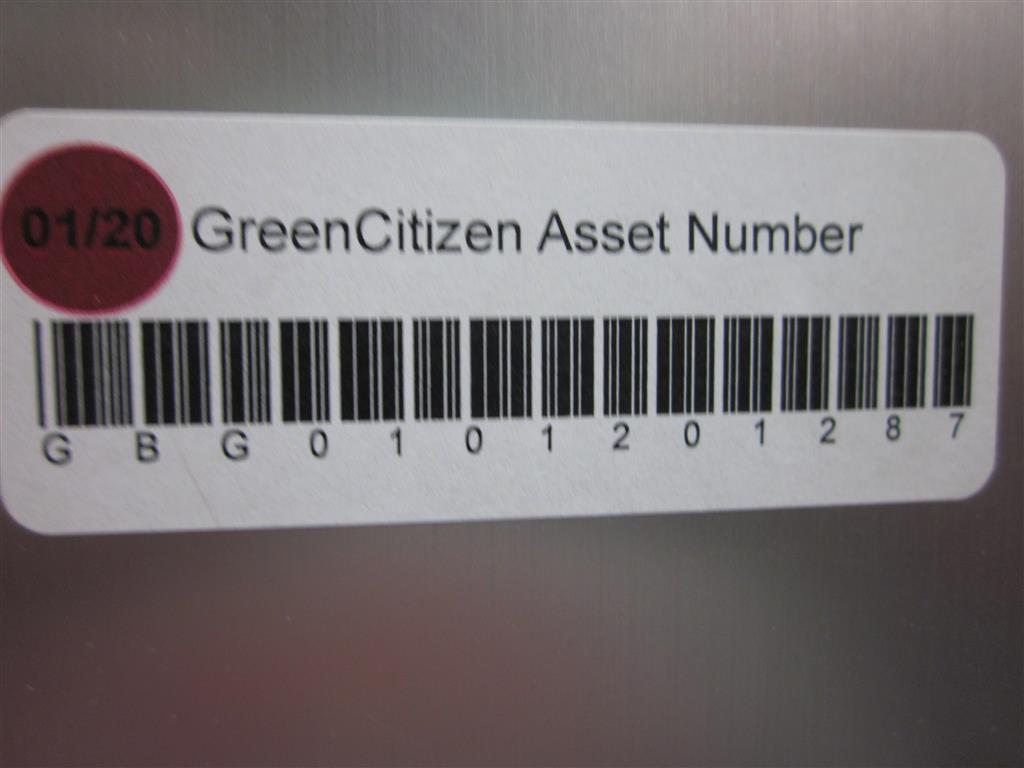 01/20 GreenCitizen Asset Number
G B G 0 1 0 1 2 0 1 2 8 7